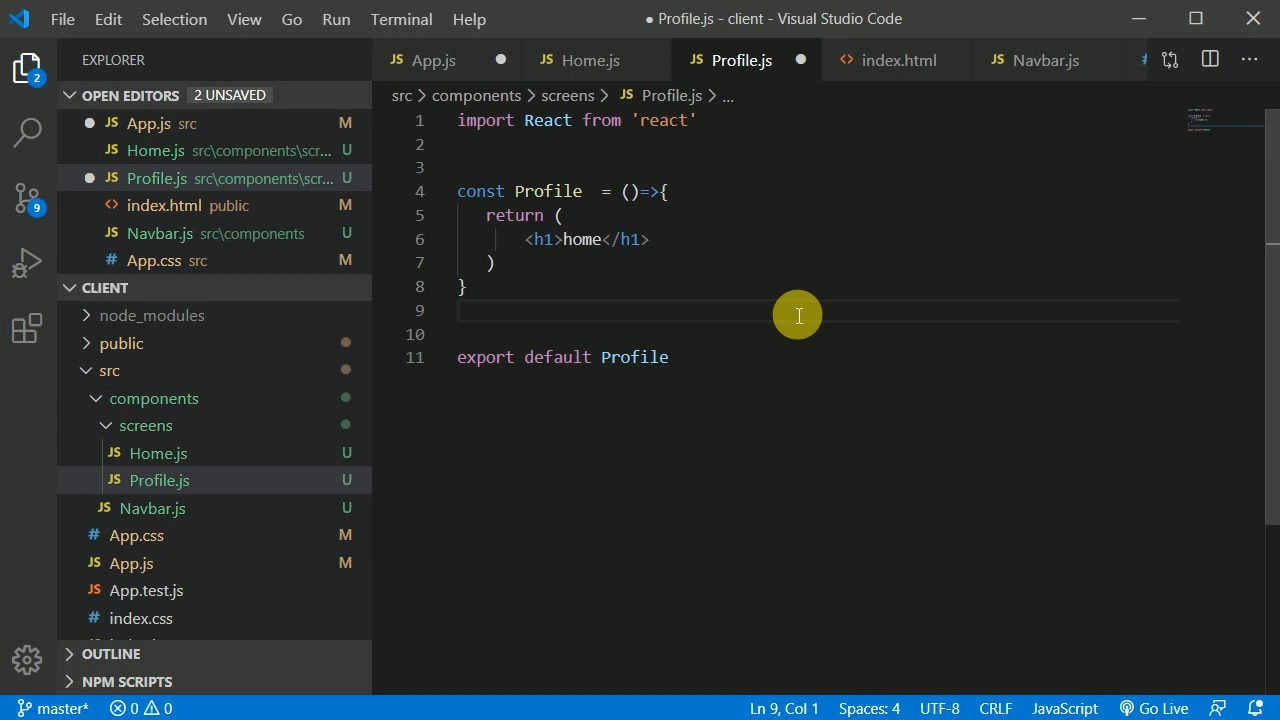 File Edit Selection View Go Run Terminal Help ● Profile.js - client - Visual Studio Code
EXPLORER
JS App.js
JS Home.js
JS Profile.js
<> index.html
JS Navbar.js
#
2
OPEN EDITORS 2 UNSAVED
JS App.js src M
JS Home.js src\components\scr... U
JS Profile.js src\components\scr... U
<> index.html public M
JS Navbar.js src\components U
# App.css src M
9
CLIENT
node_modules
public
src
components
screens
JS Home.js U
JS Profile.js U
JS Navbar.js U
# App.css M
JS App.js M
JS App.test.js
# index.css
OUTLINE
NPM SCRIPTS
src > components > screens > JS Profile.js > ...
1 import React from 'react'
2
3
4 const Profile  = ()=>{
5 return (
6 <h1>home</h1>
7 )
8 }
9
10
11 export default Profile
master* 0 0 Ln 9, Col 1 Spaces: 4 UTF-8 CRLF JavaScript Go Live